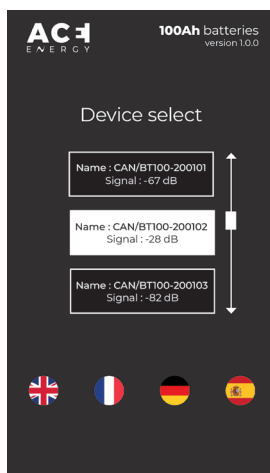 ACE
ENERGY
100Ah batteries
version 1.0.0
Device select
Name : CAN/BT100-200101
Signal : -67 dB
Name : CAN/BT100-200102
Signal : -28 dB
Name : CAN/BT100-200103
Signal : -82 dB